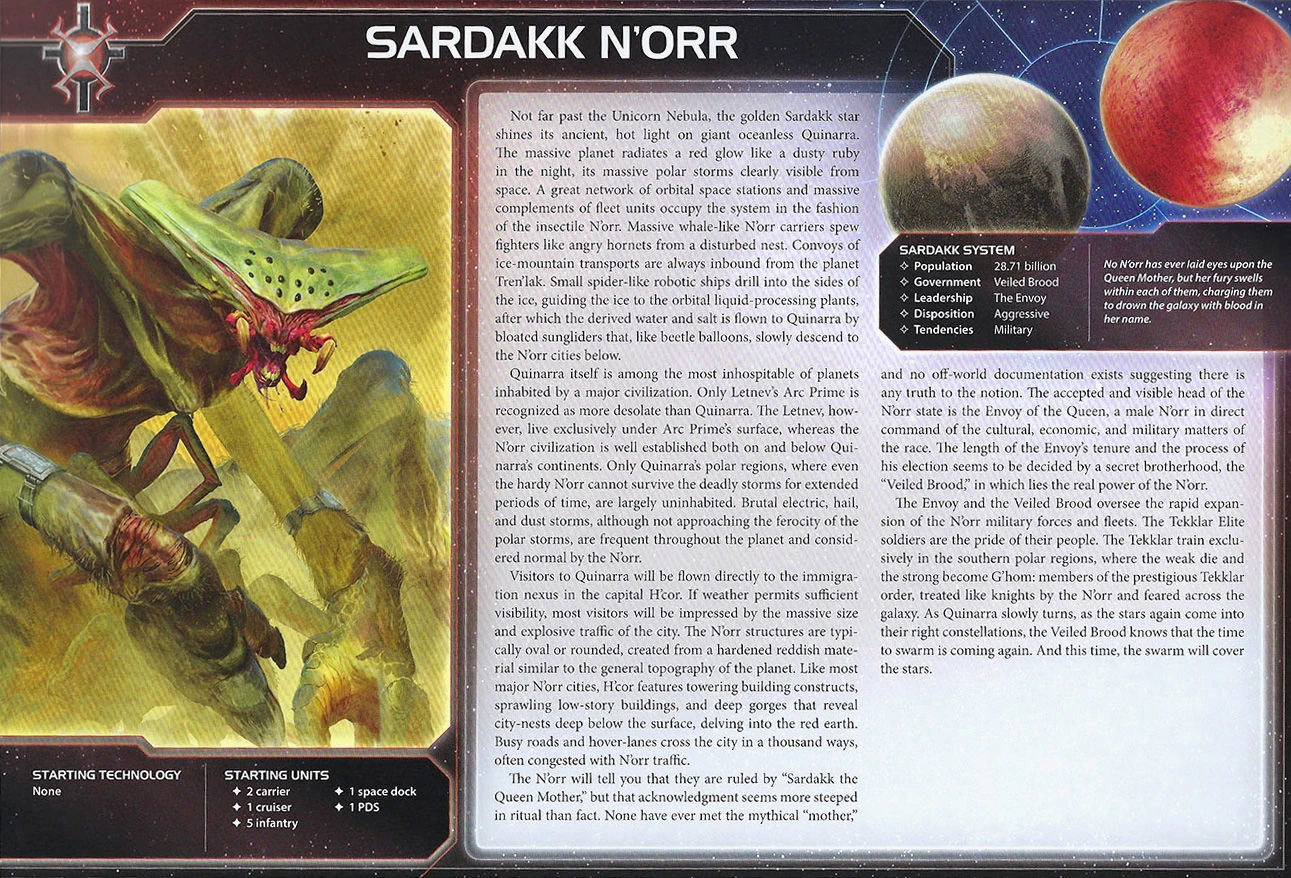 SARDAKK N'ORR
Not far past the Unicorn Nebula, the golden Sardakk star
shines its ancient, hot light on giant oceanless Quinarra.
The massive planet radiates a red glow like a dusty ruby
in the night, its massive polar storms clearly visible from
space. A great network of orbital space stations and massive
complements of fleet units occupy the system in the fashion
of the insectile N'orr. Massive whale-like N'orr carriers spew
fighters like angry hornets from a disturbed nest. Convoys of
ice-mountain transports are always inbound from the planet
Tren'lak. Small spider-like robotic ships drill into the sides of
the ice, guiding the ice to the orbital liquid-processing plants,
after which the derived water and salt is flown to Quinarra by
bloated sungliders that, like beetle balloons, slowly descend to
the N'orr cities below.
Quinarra itself is among the most inhospitable of planets
inhabited by a major civilization. Only Letnev's Arc Prime is
recognized as more desolate than Quinarra. The Letnev, how-
ever, live exclusively under Arc Prime's surface, whereas the
N'orr civilization is well established both on and below Qui-
narra's continents. Only Quinarra's polar regions, where even
the hardy N'orr cannot survive the deadly storms for extended
periods of time, are largely uninhabited. Brutal electric, hail,
and dust storms, although not approaching the ferocity of the
polar storms, are frequent throughout the planet and consid-
ered normal by the N'orr.
Visitors to Quinarra will be flown directly to the immigra-
tion nexus in the capital H'cor. If weather permits sufficient
visibility, most visitors will be impressed by the massive size
and explosive traffic of the city. The N'orr structures are typi-
cally oval or rounded, created from a hardened reddish mate-
rial similar to the general topography of the planet. Like most
major N'orr cities, H'cor features towering building constructs,
sprawling low-story buildings, and deep gorges that reveal
city-nests deep below the surface, delving into the red earth.
Busy roads and hover-lanes cross the city in a thousand ways,
often congested with N'orr traffic.
The N'orr will tell you that they are ruled by "Sardakk the
Queen Mother," but that acknowledgment seems more steeped
in ritual than fact. None have ever met the mythical "mother,"
SARDAKK SYSTEM
✧ Population 28.71 billion
✧ Government Veiled Brood
✧ Leadership The Envoy
✧ Disposition Aggressive
✧ Tendencies Military
No N'orr has ever laid eyes upon the
Queen Mother, but her fury swells
within each of them, charging them
to drown the galaxy with blood in
her name.
and no off-world documentation exists suggesting there is
any truth to the notion. The accepted and visible head of the
N'orr state is the Envoy of the Queen, a male N'orr in direct
command of the cultural, economic, and military matters of
the race. The length of the Envoy's tenure and the process of
his election seems to be decided by a secret brotherhood, the
"Veiled Brood," in which lies the real power of the N'orr.
The Envoy and the Veiled Brood oversee the rapid expan-
sion of the N'orr military forces and fleets. The Tekklar Elite
soldiers are the pride of their people. The Tekklar train exclu-
sively in the southern polar regions, where the weak die and
the strong become G'hom: members of the prestigious Tekklar
order, treated like knights by the N'orr and feared across the
galaxy. As Quinarra slowly turns, as the stars again come into
their right constellations, the Veiled Brood knows that the time
to swarm is coming again. And this time, the swarm will cover
the stars.
STARTING TECHNOLOGY
None
STARTING UNITS
✦ 2 carrier
✦ 1 cruiser
✦ 5 infantry
✦ 1 space dock
✦ 1 PDS